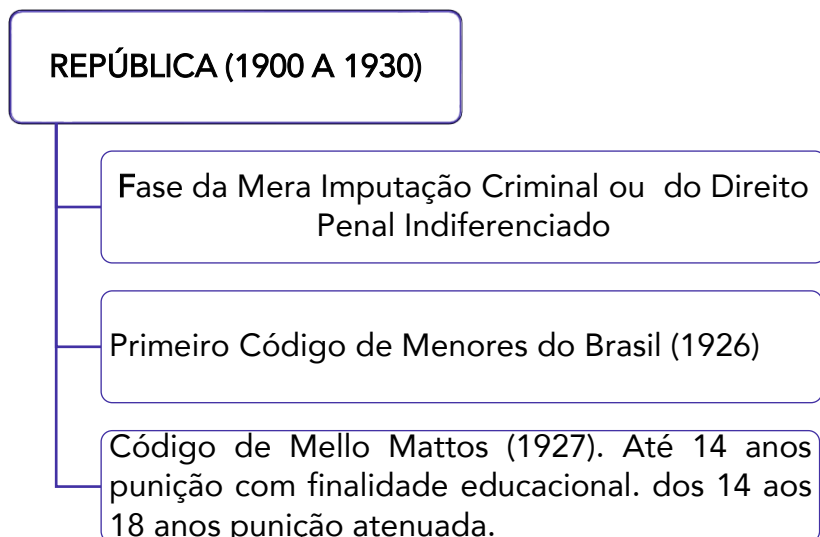 REPÚBLICA (1900 A 1930)
Fase da Mera Imputação Criminal ou do Direito
Penal Indiferenciado
Primeiro Código de Menores do Brasil (1926)
Código de Mello Mattos (1927). Até 14 anos
punição com finalidade educacional. dos 14 aos
18 anos punição atenuada.